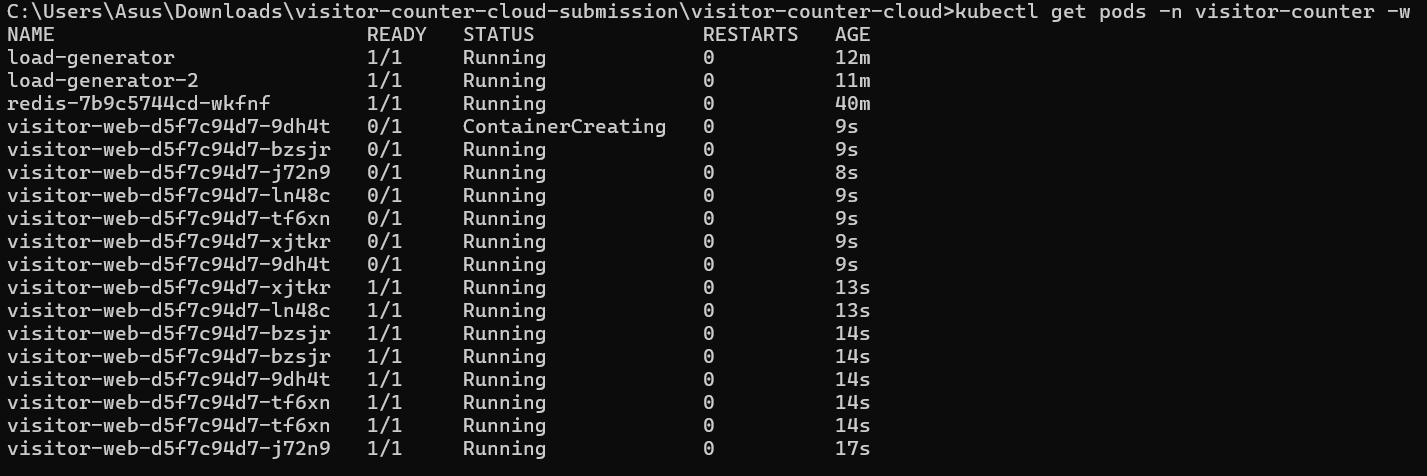 C:\Users\Asus\Downloads\visitor-counter-cloud-submission\visitor-counter-cloud>kubectl get pods -n visitor-counter -w
NAME READY STATUS RESTARTS AGE
load-generator 1/1 Running 0 12m
load-generator-2 1/1 Running 0 11m
redis-7b9c5744cd-wkfnf 1/1 Running 0 40m
visitor-web-d5f7c94d7-9dh4t 0/1 ContainerCreating 0 9s
visitor-web-d5f7c94d7-bzsjr 0/1 Running 0 9s
visitor-web-d5f7c94d7-j72n9 0/1 Running 0 8s
visitor-web-d5f7c94d7-ln48c 0/1 Running 0 9s
visitor-web-d5f7c94d7-tf6xn 0/1 Running 0 9s
visitor-web-d5f7c94d7-xjtkr 0/1 Running 0 9s
visitor-web-d5f7c94d7-9dh4t 0/1 Running 0 9s
visitor-web-d5f7c94d7-xjtkr 1/1 Running 0 13s
visitor-web-d5f7c94d7-ln48c 1/1 Running 0 13s
visitor-web-d5f7c94d7-bzsjr 1/1 Running 0 14s
visitor-web-d5f7c94d7-bzsjr 1/1 Running 0 14s
visitor-web-d5f7c94d7-9dh4t 1/1 Running 0 14s
visitor-web-d5f7c94d7-tf6xn 1/1 Running 0 14s
visitor-web-d5f7c94d7-tf6xn 1/1 Running 0 14s
visitor-web-d5f7c94d7-j72n9 1/1 Running 0 17s